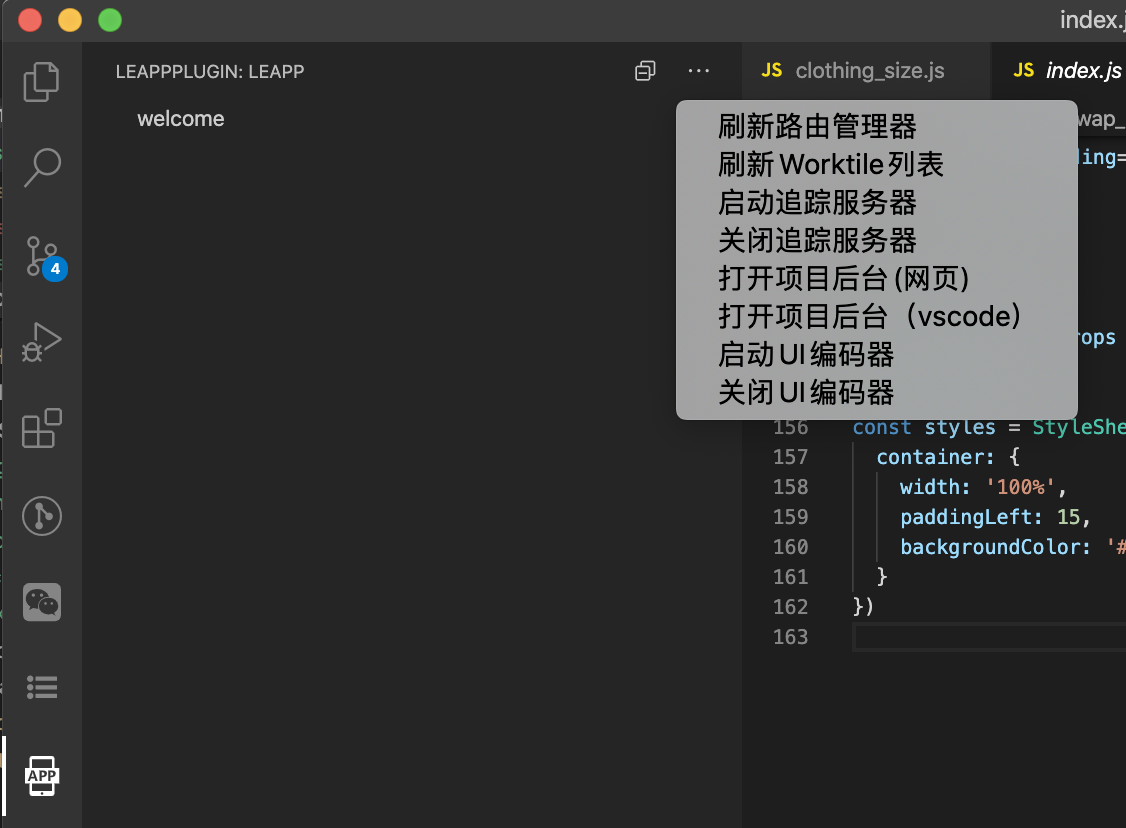 index.j
LEAPPPLUGIN: LEAPP
JS clothing_size.js
JS index.js
welcome
wap_
刷新路由管理器
刷新Worktile列表
启动追踪服务器
关闭追踪服务器
打开项目后台(网页)
打开项目后台（vscode）
启动UI编码器
关闭UI编码器
ling=
rops
4
156 const styles = StyleShe
157 container: {
158 width: '100%',
159 paddingLeft: 15,
160 backgroundColor: '#
161 }
162 })
163
APP